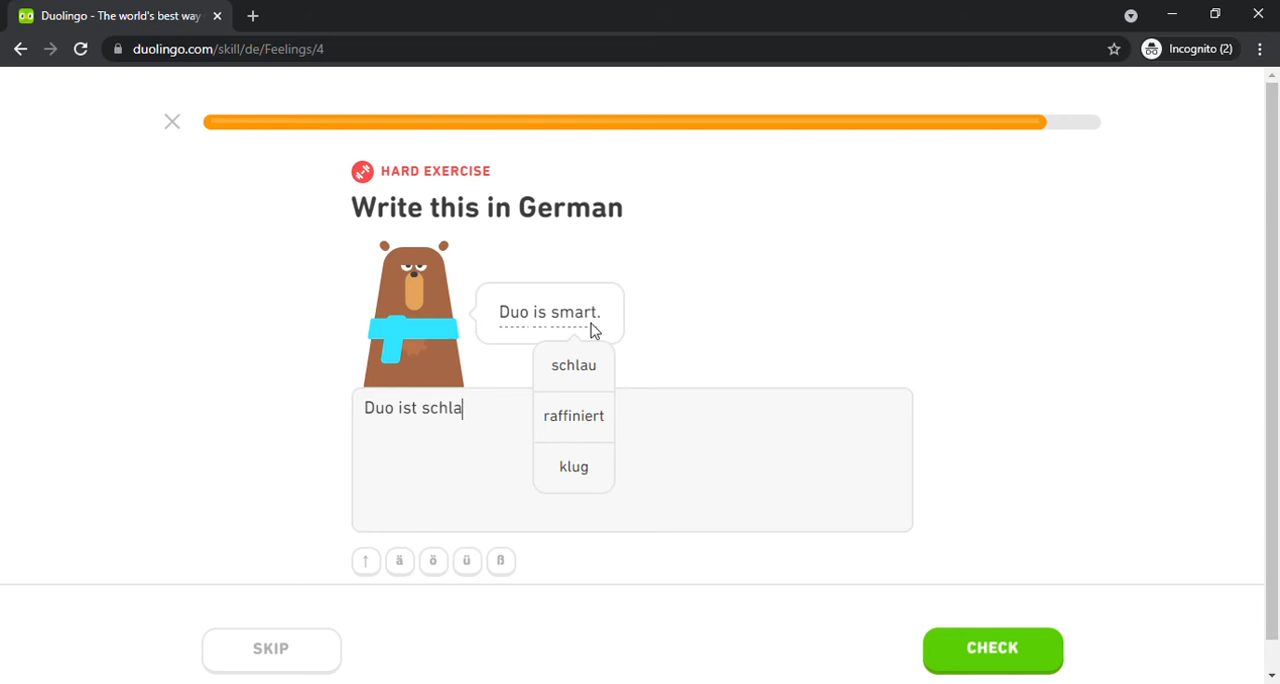 Duolingo - The world's best way
duolingo.com/skill/de/Feelings/4
Incognito (2)
HARD EXERCISE
Write this in German
Duo is smart.
schlau
raffiniert
klug
Duo ist schla
↑ ä ö ü ß
SKIP
CHECK